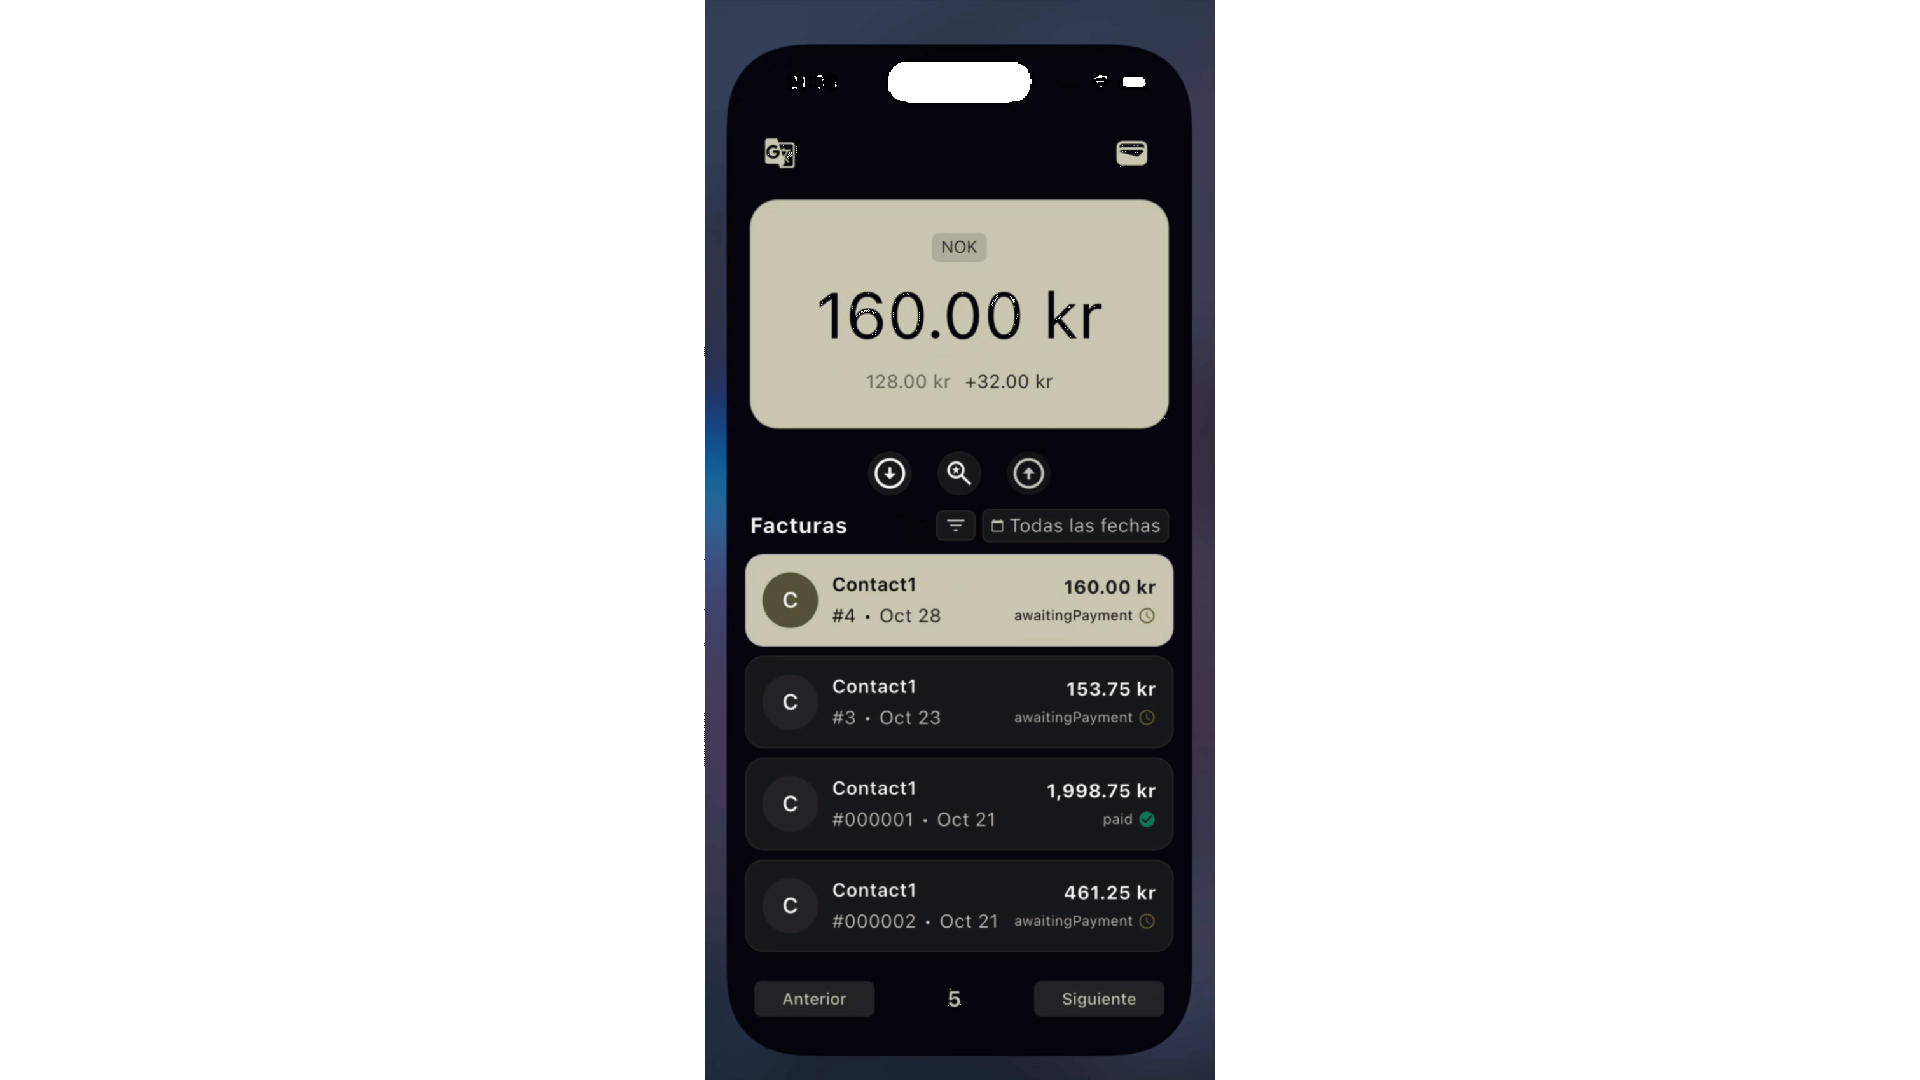 NOK
160.00 kr
128.00 kr +32.00 kr
Facturas
Todas las fechas
Contact1
160.00 kr
#4 • Oct 28
awaitingPayment
C
Contact1
153.75 kr
#3 • Oct 23
awaitingPayment
C
Contact1
1,998.75 kr
#000001 • Oct 21
paid
C
Contact1
461.25 kr
#000002 • Oct 21
awaitingPayment
C
Anterior
5
Siguiente